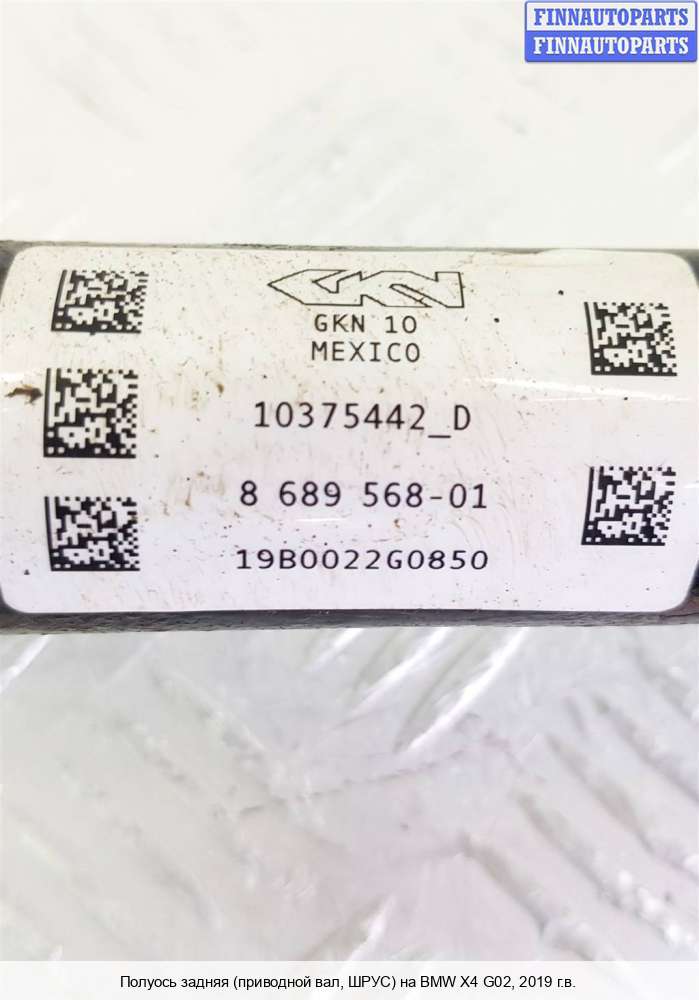 FINNAUTOPARTS
FINNAUTOPARTS
GKN
GKN 10
MEXICO
10375442_D
8 689 568-01
19B0022G0850
Полуось задняя (приводной вал, ШРУС) на BMW X4 G02, 2019 г.в.